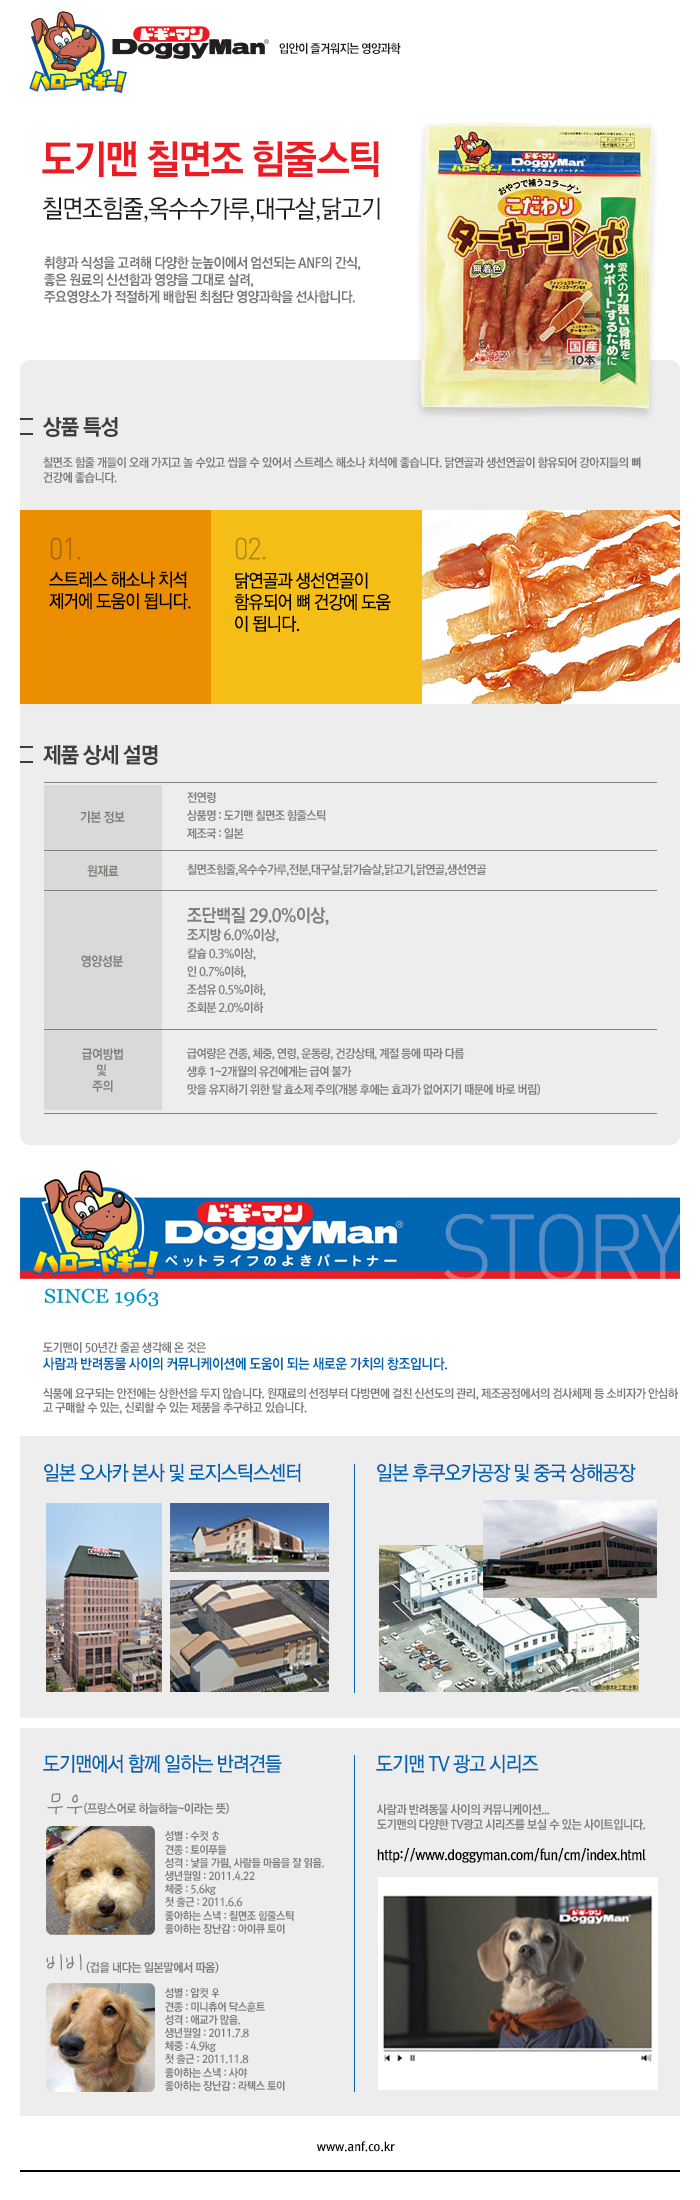 ドギーマン
DoggyMan®
ハロードギー!
입안이 즐거워지는 영양과학
도기맨 칠면조 힘줄스틱
칠면조힘줄,옥수수가루,대구살,닭고기
취향과 식성을 고려해 다양한 눈높이에서 엄선되는 ANF의 간식,
좋은 원료의 신선함과 영양을 그대로 살려,
주요영양소가 적절하게 배합된 최첨단 영양과학을 선사합니다.
ドギーマン
DoggyMan
ハロードギー!
ペットライフのよきパートナー
おやつで補うコラーゲン
こだわり
ターキーコンボ
無着色
愛犬の力強い骨格を
サポートするために
国産
10本
상품 특성
칠면조 힘줄 개들이 오래 가지고 놀 수있고 씹을 수 있어서 스트레스 해소나 치석에 좋습니다. 닭연골과 생선연골이 함유되어 강아지들의 뼈
건강에 좋습니다.
01.
스트레스 해소나 치석
제거에 도움이 됩니다.
02.
닭연골과 생선연골이
함유되어 뼈 건강에 도움
이 됩니다.
제품 상세 설명
기본 정보
전연령
상품명 : 도기맨 칠면조 힘줄스틱
제조국 : 일본
원재료
칠면조힘줄,옥수수가루,전분,대구살,닭가슴살,닭고기,닭연골,생선연골
영양성분
조단백질 29.0%이상,
조지방 6.0%이상,
칼슘 0.3%이상,
인 0.7%이하,
조섬유 0.5%이하,
조회분 2.0%이하
급여방법
및
주의
급여량은 견종, 체중, 연령, 운동량, 건강상태, 계절 등에 따라 다름
생후 1~2개월의 유견에게는 급여 불가
맛을 유지하기 위한 탈 효소제 주의(개봉 후에는 효과가 없어지기 때문에 바로 버림)
ドギーマン
DoggyMan®
ハロードギー!
ペットライフのよきパートナー
STORY
SINCE 1963
도기맨이 50년간 줄곧 생각해 온 것은
사람과 반려동물 사이의 커뮤니케이션에 도움이 되는 새로운 가치의 창조입니다.
식품에 요구되는 안전에는 상한선을 두지 않습니다. 원재료의 선정부터 다방면에 걸친 신선도의 관리, 제조공정에서의 검사체제 등 소비자가 안심하
고 구매할 수 있는, 신뢰할 수 있는 제품을 추구하고 있습니다.
일본 오사카 본사 및 로지스틱스센터
일본 후쿠오카공장 및 중국 상해공장
도기맨에서 함께 일하는 반려견들
무우(프랑스어로 하늘하늘~이라는 뜻)
성별 : 수컷 ♂
견종 : 토이푸들
성격 : 낯을 가림, 사람들 마음을 잘 읽음.
생년월일 : 2011.4.22
체중 : 5.6kg
첫 출근 : 2011.6.6
좋아하는 스낵 : 칠면조 힘줄스틱
좋아하는 장난감 : 아이큐 토이
비비(겁을 내다는 일본말에서 따옴)
성별 : 암컷 ♀
견종 : 미니츄어 닥스훈트
성격 : 애교가 많음.
생년월일 : 2011.7.8
체중 : 4.9kg
첫 출근 : 2011.11.8
좋아하는 스낵 : 사야
좋아하는 장난감 : 라텍스 토이
도기맨 TV 광고 시리즈
사람과 반려동물 사이의 커뮤니케이션...
도기맨의 다양한 TV광고 시리즈를 보실 수 있는 사이트입니다.
http://www.doggyman.com/fun/cm/index.html
ドギーマン
DoggyMan
www.anf.co.kr